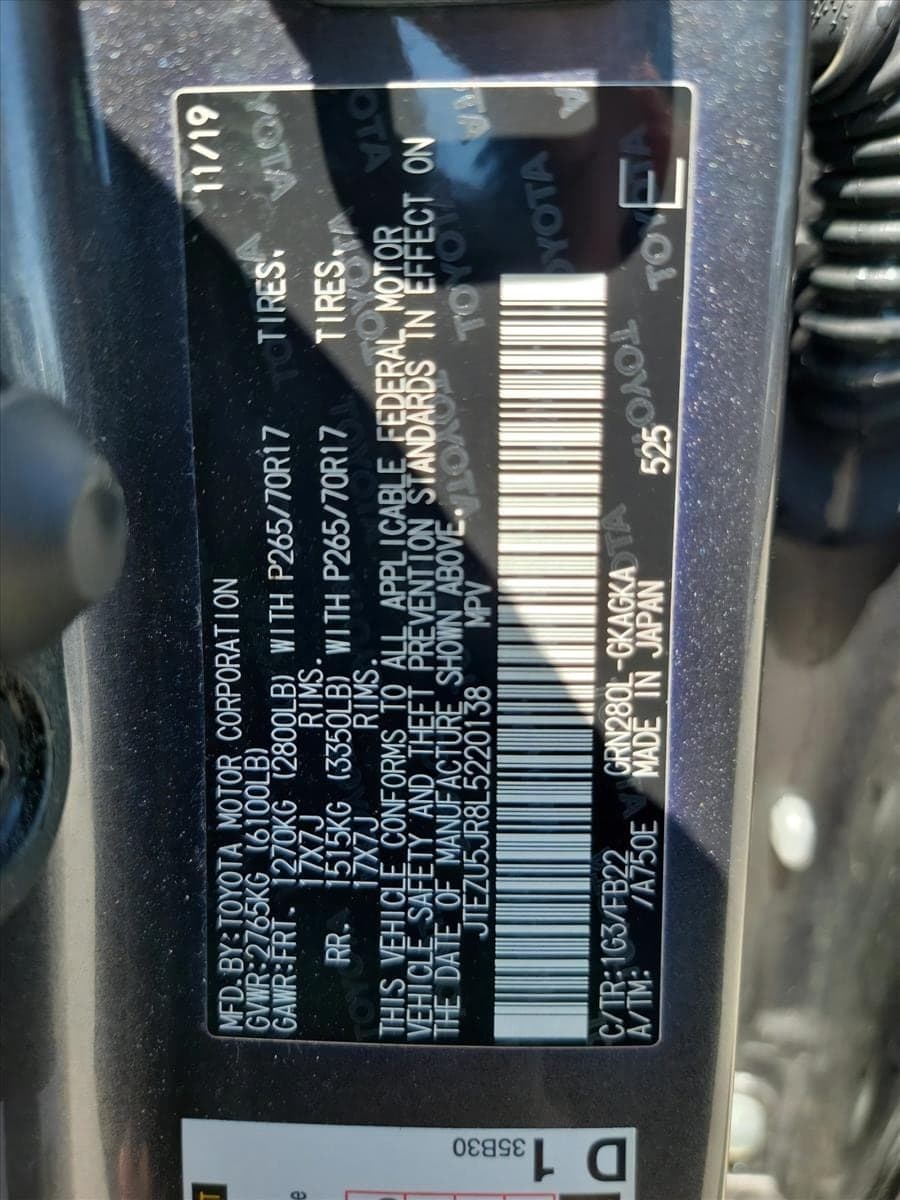 MFD.BY:TOYOTA MOTOR CORPORATION 11/19
GVWR:2765KG (6100LB)
GAWR:FRT. 1270KG (2800LB) WITH P265/70R17 TIRES,
17X7J RIMS.
RR. 1515KG (3350LB) WITH P265/70R17 TIRES,
17X7J RIMS.
THIS VEHICLE CONFORMS TO ALL APPLICABLE FEDERAL MOTOR
VEHICLE SAFETY AND THEFT PREVENTION STANDARDS IN EFFECT ON
THE DATE OF MANUFACTURE SHOWN ABOVE.
JTEZU5JR8L5220138 MPV
C/TR:1G3/FB22 GRN280L-GKAGKA
A/TM: /A750E MADE IN JAPAN 525
D 1
35B30